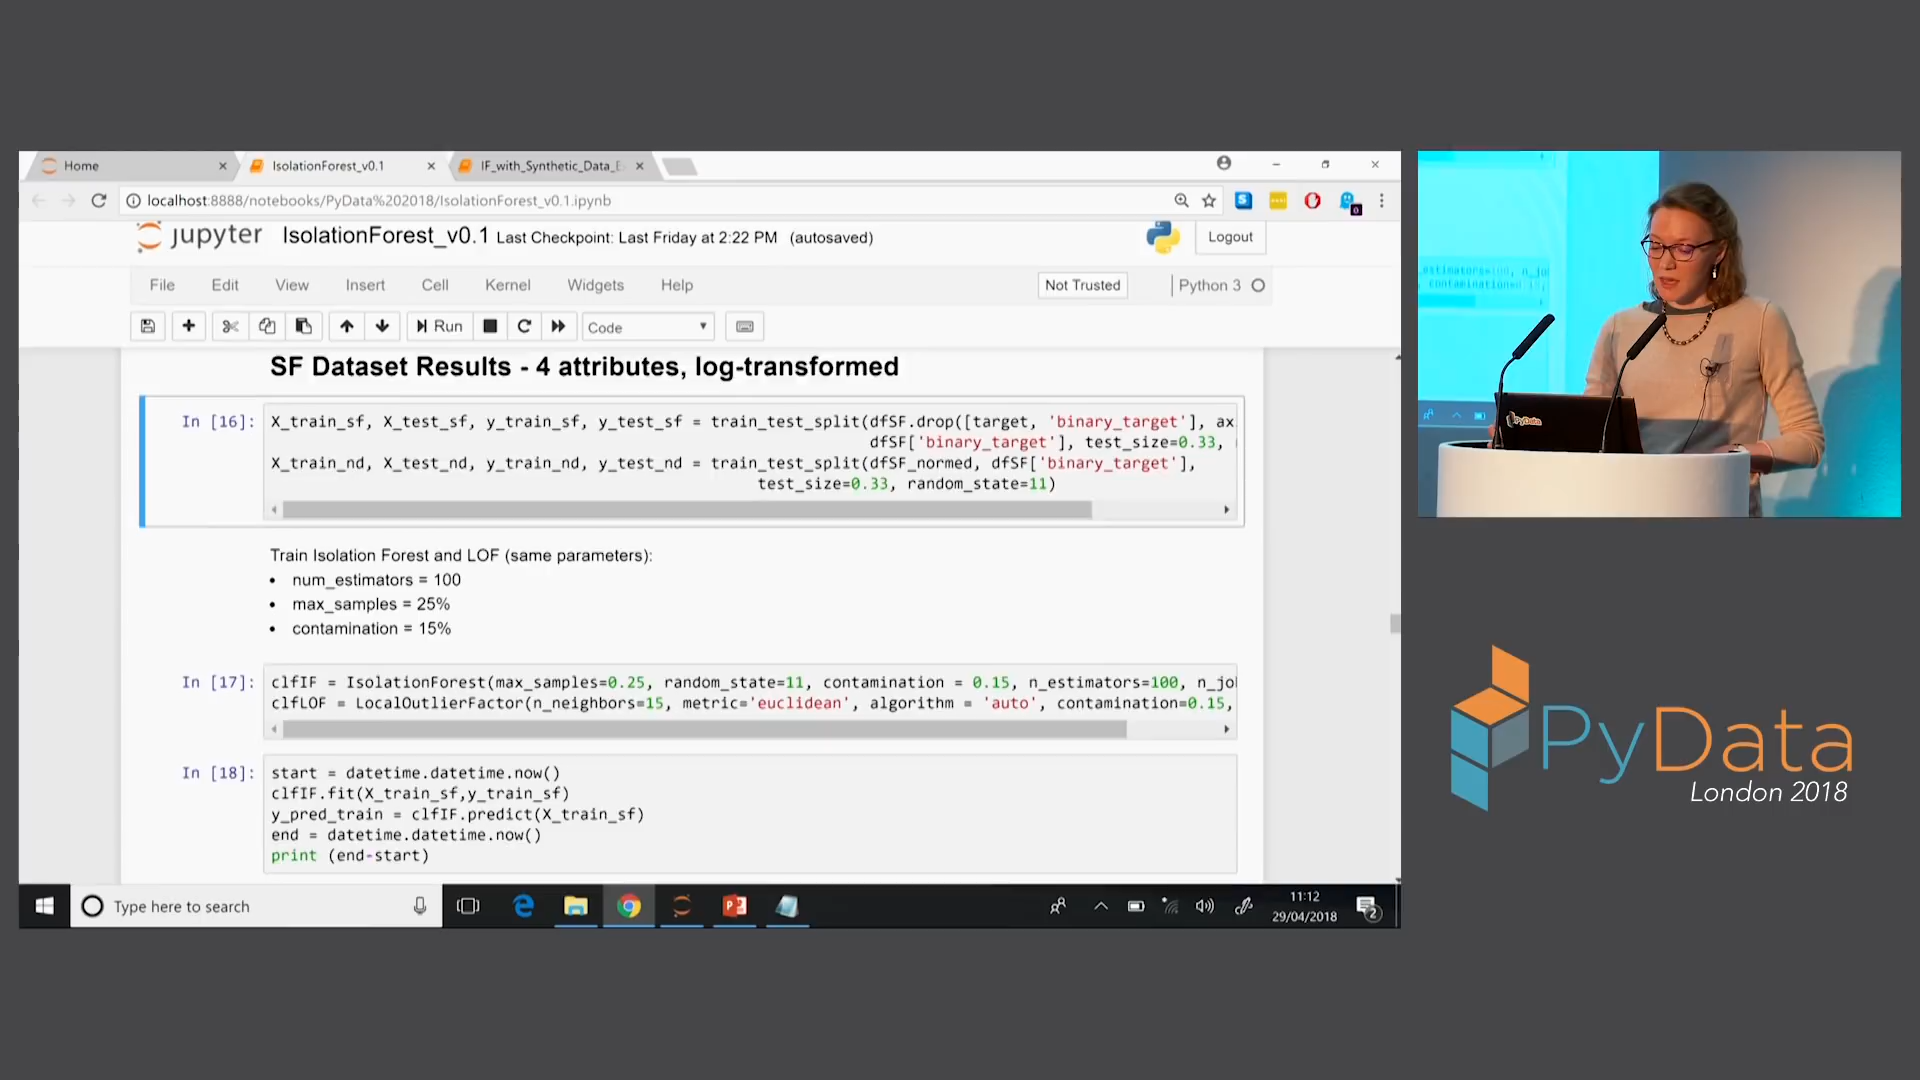 Home
IsolationForest_v0.1
IF_with_Synthetic_Data_E
localhost:8888/notebooks/PyData%202018/IsolationForest_v0.1.ipynb
jupyter IsolationForest_v0.1 Last Checkpoint: Last Friday at 2:22 PM (autosaved)
Logout
File Edit View Insert Cell Kernel Widgets Help
Not Trusted
Python 3
Run
Code
SF Dataset Results - 4 attributes, log-transformed
In [16]:
X_train_sf, X_test_sf, y_train_sf, y_test_sf = train_test_split(dfSF.drop([target, 'binary_target'], ax
dfSF['binary_target'], test_size=0.33,
X_train_nd, X_test_nd, y_train_nd, y_test_nd = train_test_split(dfSF_normed, dfSF['binary_target'],
test_size=0.33, random_state=11)
Train Isolation Forest and LOF (same parameters):
• num_estimators = 100
• max_samples = 25%
• contamination = 15%
In [17]:
clfIF = IsolationForest(max_samples=0.25, random_state=11, contamination = 0.15, n_estimators=100, n_jo
clfLOF = LocalOutlierFactor(n_neighbors=15, metric='euclidean', algorithm = 'auto', contamination=0.15,
In [18]:
start = datetime.datetime.now()
clfIF.fit(X_train_sf,y_train_sf)
y_pred_train = clfIF.predict(X_train_sf)
end = datetime.datetime.now()
print (end-start)
Type here to search
11:12
29/04/2018
2
PyData
PyData
London 2018